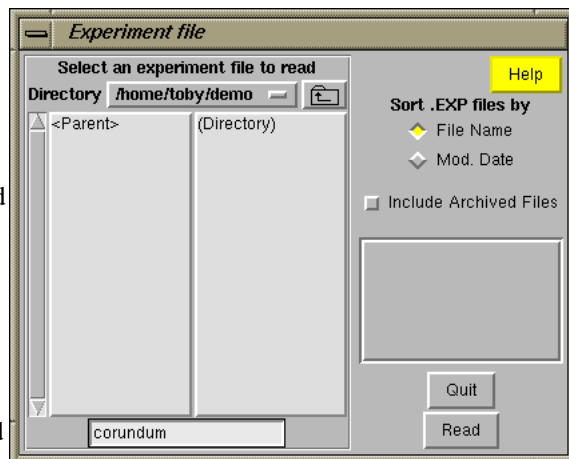 Experiment file
Select an experiment file to read
Directory /home/toby/demo
<Parent> (Directory)
corundum
Help
Sort .EXP files by
File Name
Mod. Date
Include Archived Files
Quit
Read